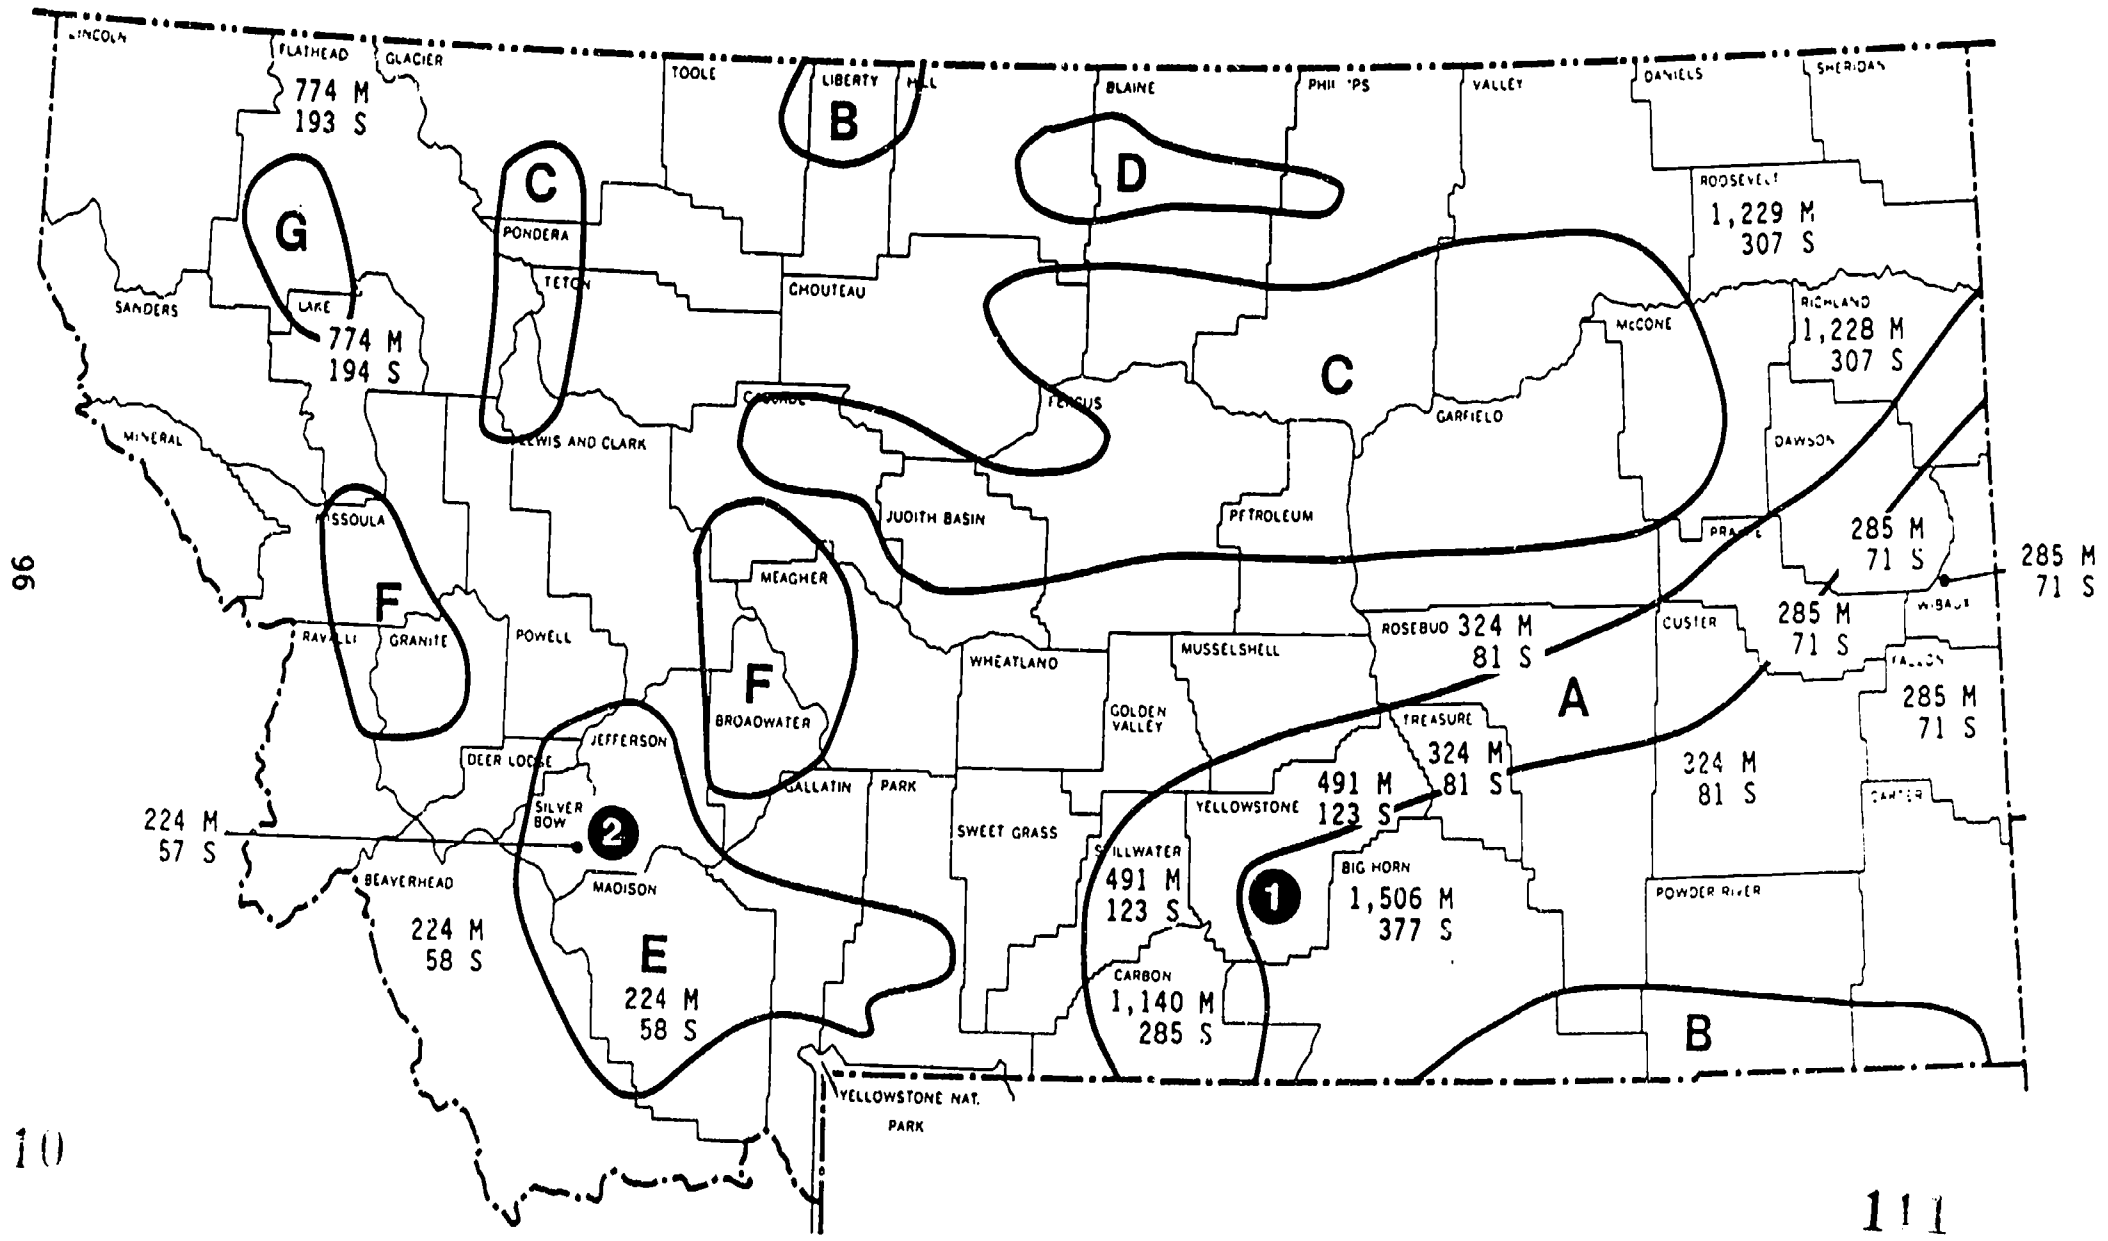 FLATHEAD
GLACIER
774 M
193 S
TOOLE
LIBERTY
B
BLAINE
VALLEY
DANIELS
SHERIDAN
C
D
ROOSEVELT
1,229 M
307 S
G
PONDERA
TETON
CHOUTEAU
SANDERS
LAKE
774 M
194 S
RICHLAND
1,228 M
307 S
McCONE
C
FERGUS
GARFIELD
MINERAL
LEWIS AND CLARK
DAWSON
JUDITH BASIN
PETROLEUM
285 M
71 S
96
285 M
71 S
MEAGHER
F
GRANITE
POWELL
ROSEBUD
324 M
81 S
CUSTER
285 M
71 S
WHEATLAND
MUSSELSHELL
F
BROADWATER
A
285 M
71 S
GOLDEN
VALLEY
TREASURE
324 M
81 S
JEFFERSON
DEER LODGE
GALLATIN
PARK
491 M
123 S
324 M
81 S
YELLOWSTONE
SILVER
BOW
2
224 M
57 S
SWEET GRASS
STILLWATER
491 M
123 S
BIG HORN
1,506 M
377 S
1
CARTER
POWDER RIVER
BEAVERHEAD
224 M
58 S
MADISON
E
224 M
58 S
CARBON
1,140 M
285 S
B
YELLOWSTONE NAT.
PARK
10
111